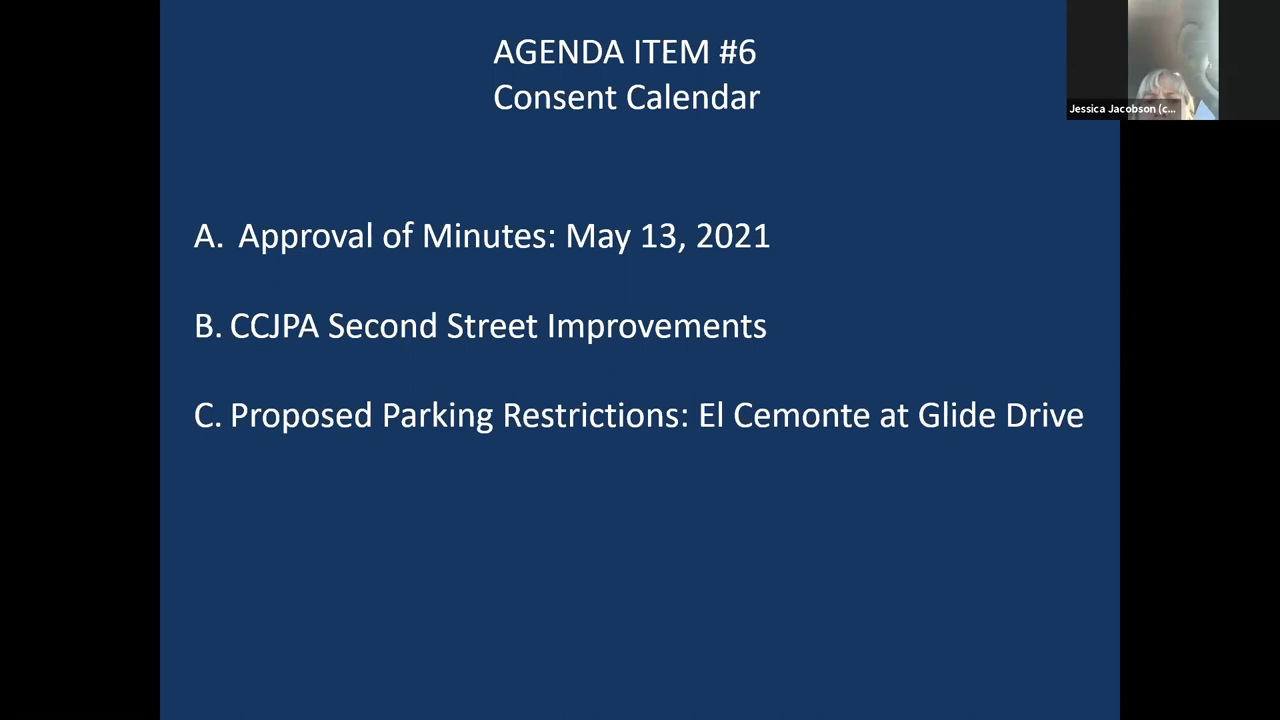 AGENDA ITEM #6
Consent Calendar
Jessica Jacobson (c...
A. Approval of Minutes: May 13, 2021
B. CCJPA Second Street Improvements
C. Proposed Parking Restrictions: El Cemonte at Glide Drive